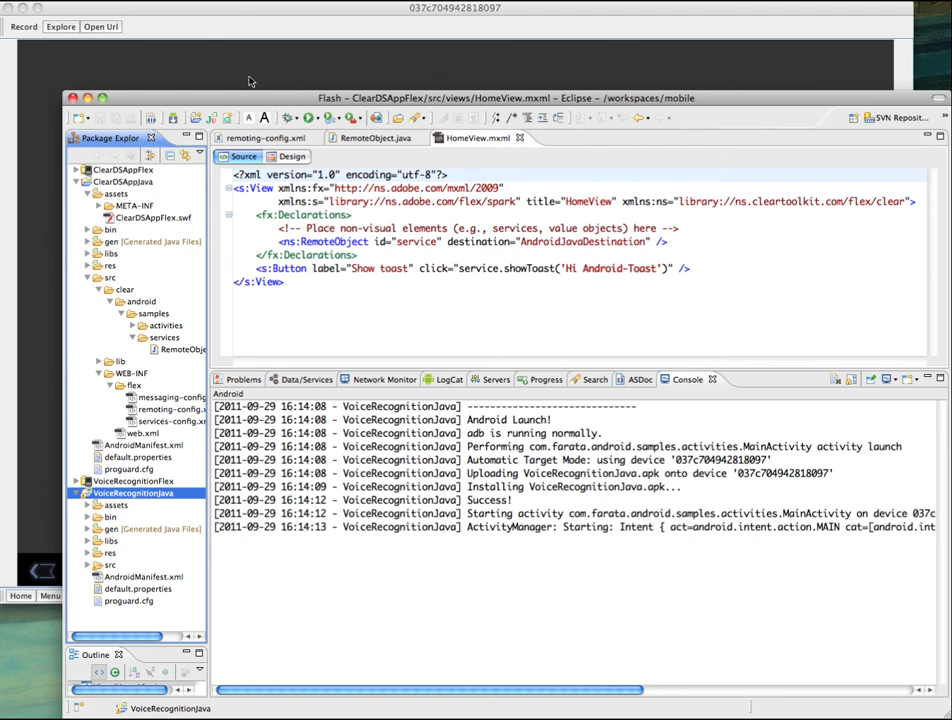 037c704942818097
Record Explore Open Url
Flash - ClearDSAppFlex/src/views/HomeView.mxml - Eclipse - /workspaces/mobile
SVN Reposit...
Package Explor
remoting-config.xml RemoteObject.java HomeView.mxml
Source Design
ClearDSAppFlex
ClearDSAppJava
assets
META-INF
ClearDSAppFlex.swf
bin
gen [Generated Java Files]
libs
res
src
clear
android
samples
activities
services
RemoteObje
lib
WEB-INF
flex
messaging-config
remoting-config.
services-config.xr
web.xml
AndroidManifest.xml
default.properties
proguard.cfg
VoiceRecognitionFlex
VoiceRecognitionJava
assets
bin
gen [Generated Java Files]
libs
res
src
AndroidManifest.xml
default.properties
proguard.cfg
<?xml version="1.0" encoding="utf-8"?>
<s:View xmlns:fx="http://ns.adobe.com/mxml/2009"
xmlns:s="library://ns.adobe.com/flex/spark" title="HomeView" xmlns:ns="library://ns.cleartoolkit.com/flex/clear">
<fx:Declarations>
<!-- Place non-visual elements (e.g., services, value objects) here -->
<ns:RemoteObject id="service" destination="AndroidJavaDestination" />
</fx:Declarations>
<s:Button label="Show toast" click="service.showToast('Hi Android-Toast')" />
</s:View>
Problems Data/Services Network Monitor LogCat Servers Progress Search ASDoc Console
Android
[2011-09-29 16:14:08 - VoiceRecognitionJava] ------------------------------
[2011-09-29 16:14:08 - VoiceRecognitionJava] Android Launch!
[2011-09-29 16:14:08 - VoiceRecognitionJava] adb is running normally.
[2011-09-29 16:14:08 - VoiceRecognitionJava] Performing com.farata.android.samples.activities.MainActivity activity launch
[2011-09-29 16:14:08 - VoiceRecognitionJava] Automatic Target Mode: using device '037c704942818097'
[2011-09-29 16:14:08 - VoiceRecognitionJava] Uploading VoiceRecognitionJava.apk onto device '037c704942818097'
[2011-09-29 16:14:09 - VoiceRecognitionJava] Installing VoiceRecognitionJava.apk...
[2011-09-29 16:14:12 - VoiceRecognitionJava] Success!
[2011-09-29 16:14:12 - VoiceRecognitionJava] Starting activity com.farata.android.samples.activities.MainActivity on device 037c
[2011-09-29 16:14:13 - VoiceRecognitionJava] ActivityManager: Starting: Intent { act=android.intent.action.MAIN cat=[android.int
Home Menu
Outline
VoiceRecognitionJava